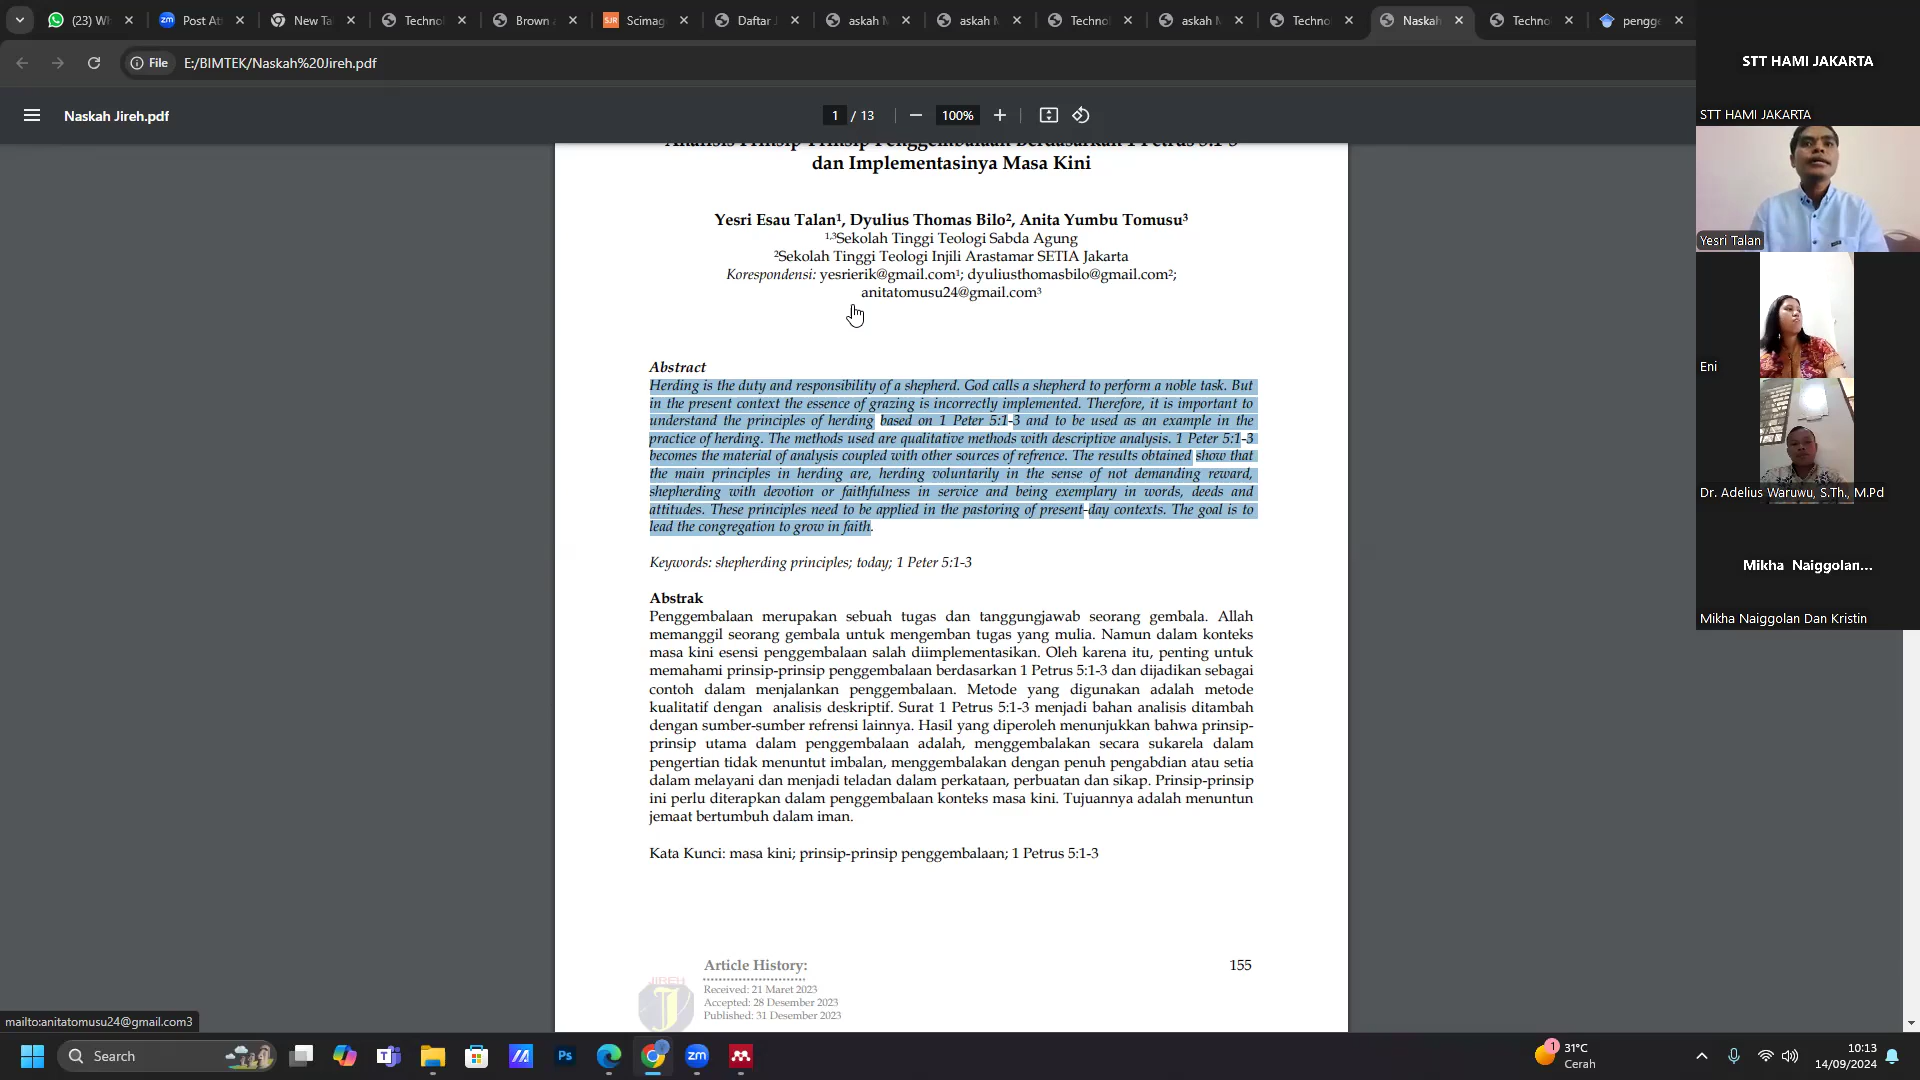 (23) Wh
Post At
New Ta
Technol
Brown a
SJR Scimag
Daftar J
askah M
askah M
Technol
askah M
Technol
Naskah
Technol
pengge
File E:/BIMTEK/Naskah%20Jireh.pdf
Naskah Jireh.pdf
1 / 13
100%
dan Implementasinya Masa Kini
Yesri Esau Talan¹, Dyulius Thomas Bilo², Anita Yumbu Tomusu³
¹,³Sekolah Tinggi Teologi Sabda Agung
²Sekolah Tinggi Teologi Injili Arastamar SETIA Jakarta
Korespondensi: yesrierik@gmail.com¹; dyuliusthomasbilo@gmail.com²;
anitatomusu24@gmail.com³
Abstract
Herding is the duty and responsibility of a shepherd. God calls a shepherd to perform a noble task. But
in the present context the essence of grazing is incorrectly implemented. Therefore, it is important to
understand the principles of herding based on 1 Peter 5:1-3 and to be used as an example in the
practice of herding. The methods used are qualitative methods with descriptive analysis. 1 Peter 5:1-3
becomes the material of analysis coupled with other sources of refrence. The results obtained show that
the main principles in herding are, herding voluntarily in the sense of not demanding reward,
shepherding with devotion or faithfulness in service and being exemplary in words, deeds and
attitudes. These principles need to be applied in the pastoring of present-day contexts. The goal is to
lead the congregation to grow in faith.
Keywords: shepherding principles; today; 1 Peter 5:1-3
Abstrak
Penggembalaan merupakan sebuah tugas dan tanggungjawab seorang gembala. Allah
memanggil seorang gembala untuk mengemban tugas yang mulia. Namun dalam konteks
masa kini esensi penggembalaan salah diimplementasikan. Oleh karena itu, penting untuk
memahami prinsip-prinsip penggembalaan berdasarkan 1 Petrus 5:1-3 dan dijadikan sebagai
contoh dalam menjalankan penggembalaan. Metode yang digunakan adalah metode
kualitatif dengan analisis deskriptif. Surat 1 Petrus 5:1-3 menjadi bahan analisis ditambah
dengan sumber-sumber refrensi lainnya. Hasil yang diperoleh menunjukkan bahwa prinsip-
prinsip utama dalam penggembalaan adalah, menggembalakan secara sukarela dalam
pengertian tidak menuntut imbalan, menggembalakan dengan penuh pengabdian atau setia
dalam melayani dan menjadi teladan dalam perkataan, perbuatan dan sikap. Prinsip-prinsip
ini perlu diterapkan dalam penggembalaan konteks masa kini. Tujuannya adalah menuntun
jemaat bertumbuh dalam iman.
Kata Kunci: masa kini; prinsip-prinsip penggembalaan; 1 Petrus 5:1-3
Article History:
155
JIREH
Received: 21 Maret 2023
Accepted: 28 Desember 2023
Published: 31 Desember 2023
mailto:anitatomusu24@gmail.com3
STT HAMI JAKARTA
STT HAMI JAKARTA
Yesri Talan
Eni
Dr. Adelius Waruwu, S.Th., M.Pd
Mikha Naiggolan...
Mikha Naiggolan Dan Kristin
Search
Ps
zm
1
31°C
Cerah
10:13
14/09/2024